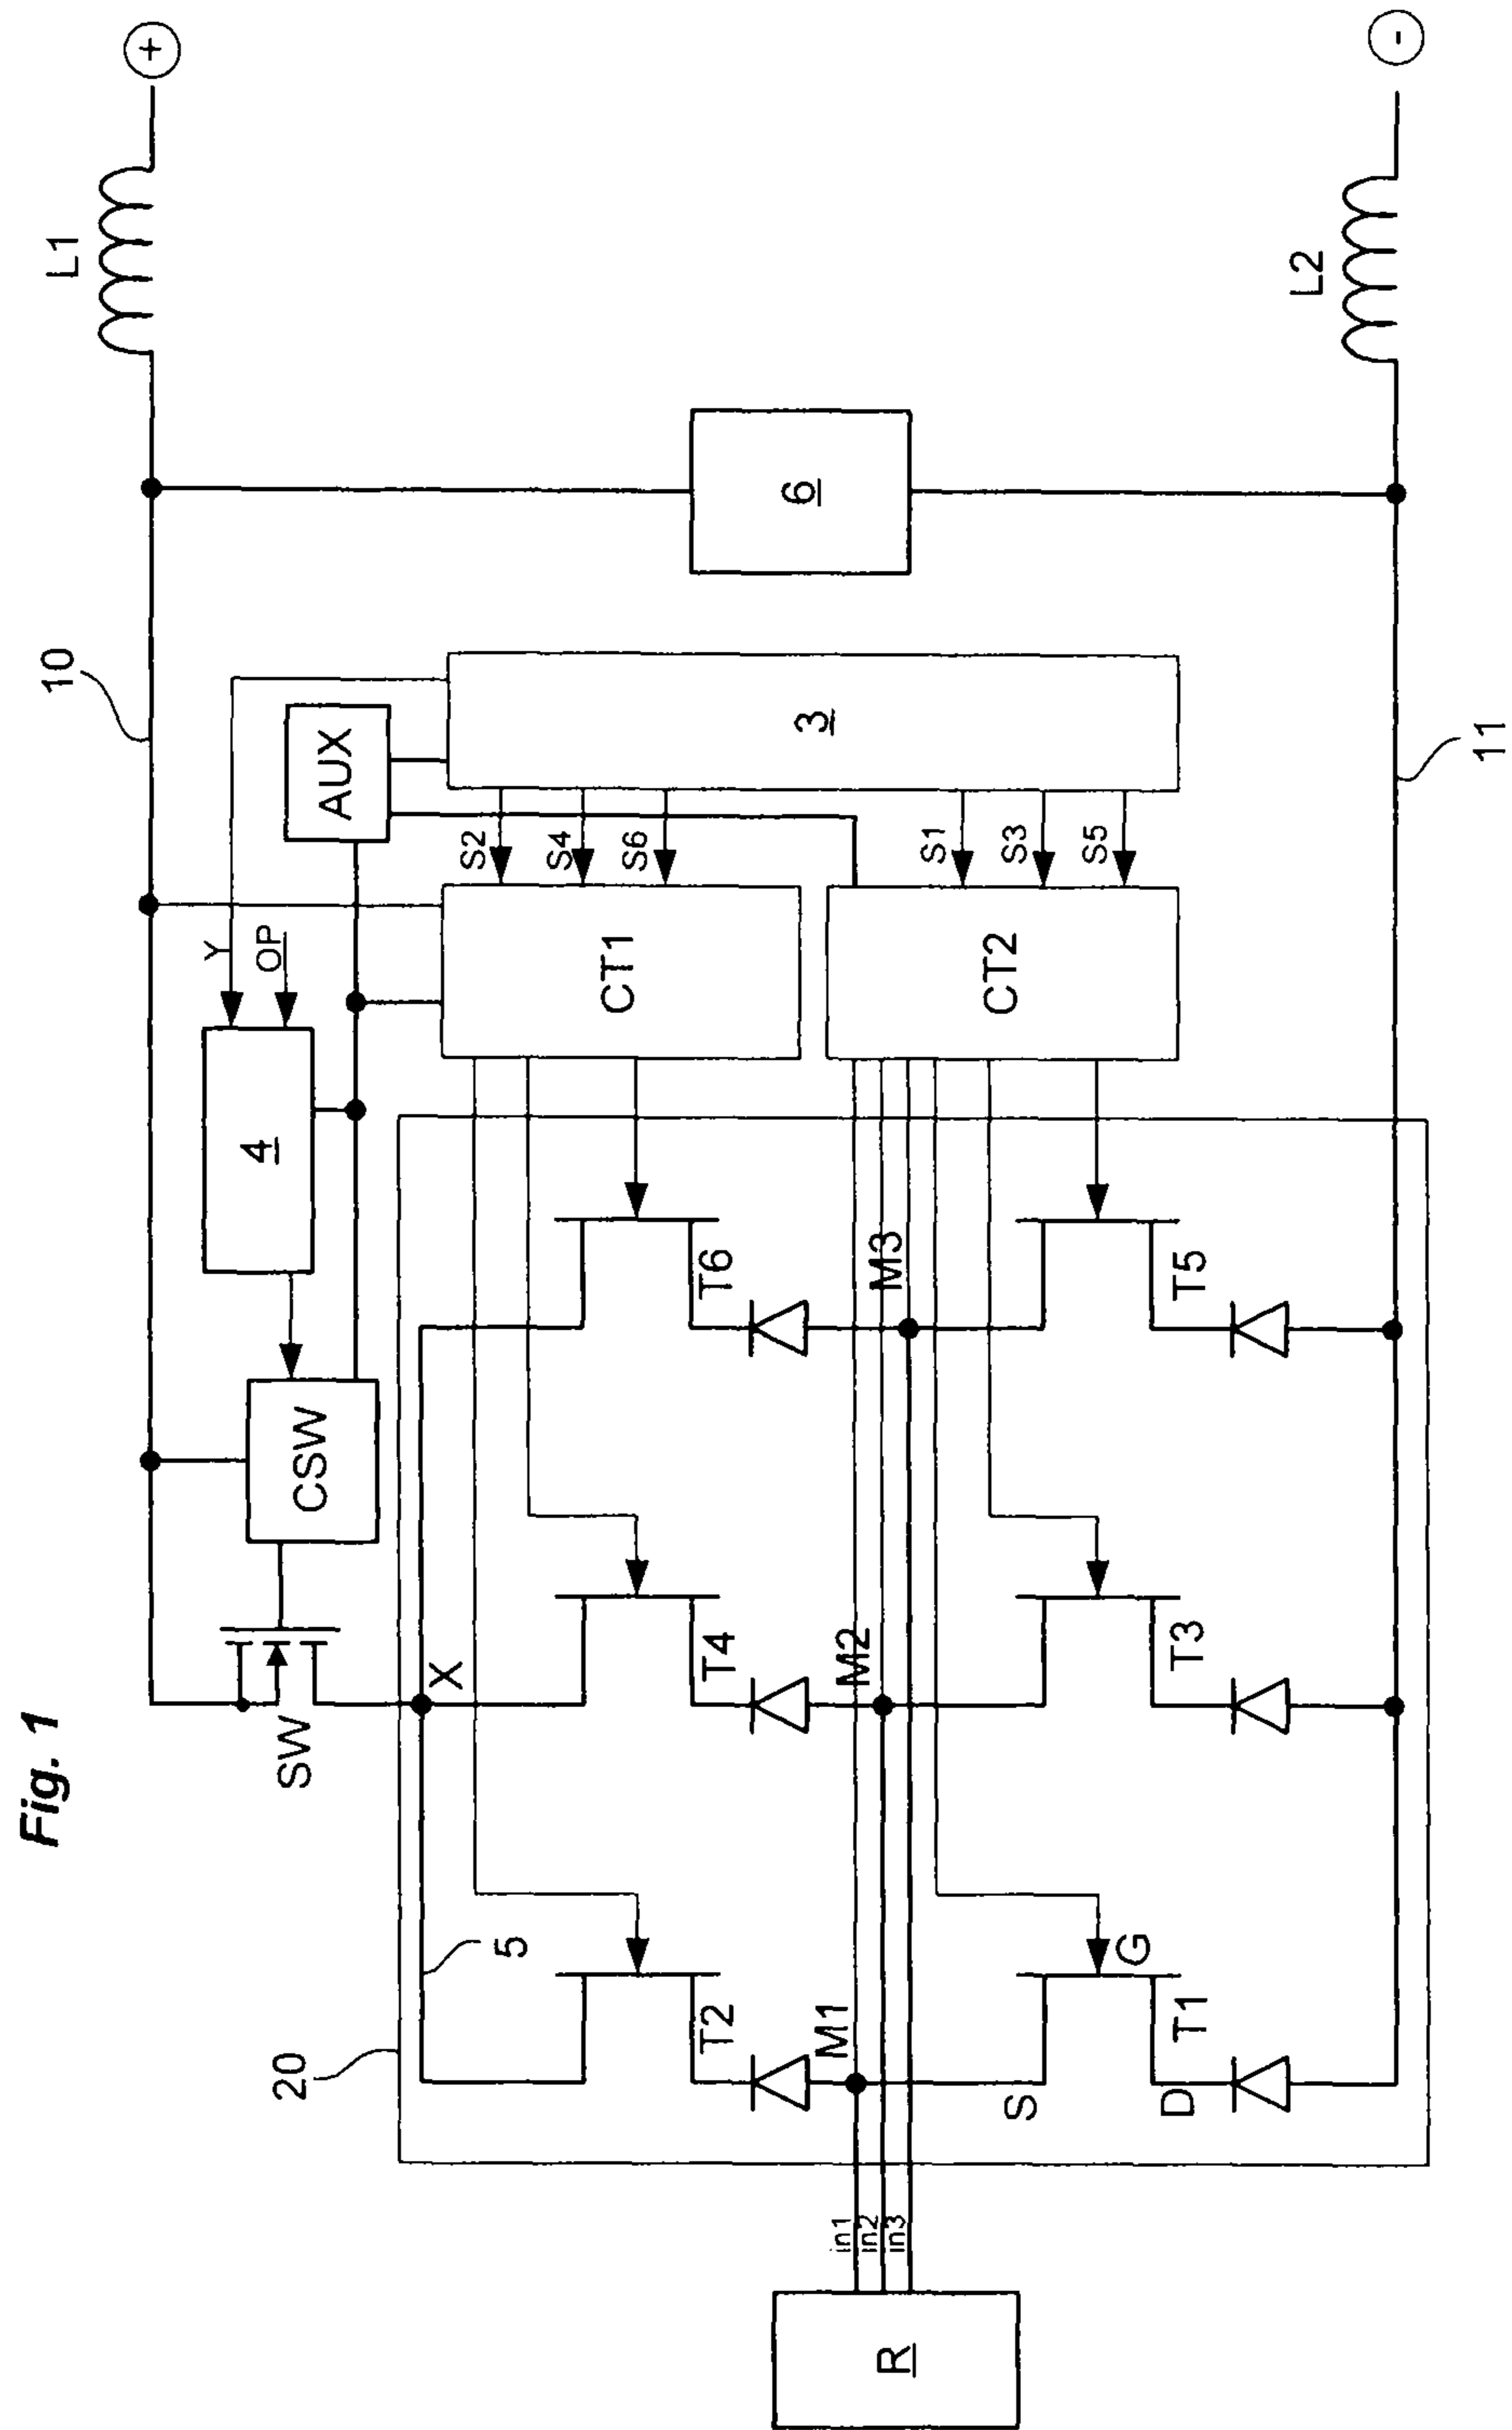 Fig. 1
L1
+
10
SW
CSW
4
Y
OP
AUX
20
5
X
S2
S4
S6
3
6
CT1
T2
T4
T6
R
in1
in2
in3
M1
M2
M3
CT2
S1
S3
S5
S
G
D
T1
T3
T5
11
L2
-